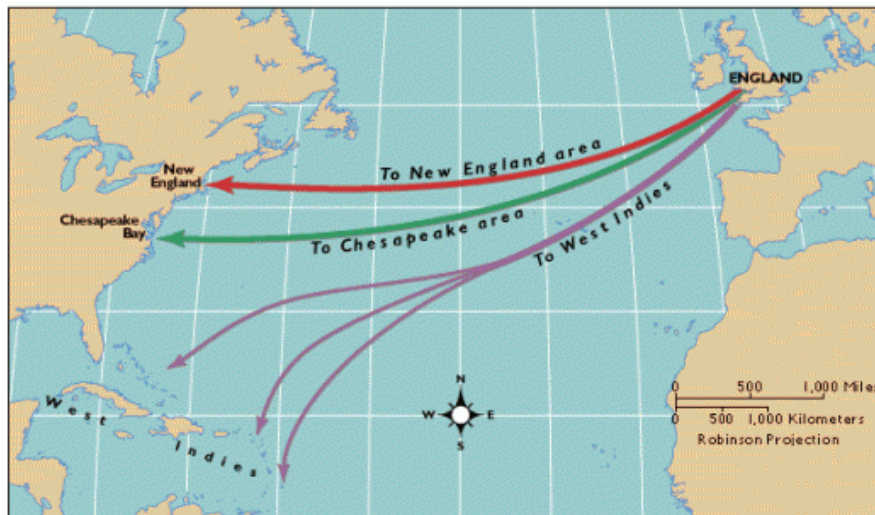 ENGLAND
To New England area
New
England
Chesapeake
Bay
To Chesapeake area
To West Indies
N
W E
S
West
Indies
0 500 1,000 Miles
0 500 1,000 Kilometers
Robinson Projection